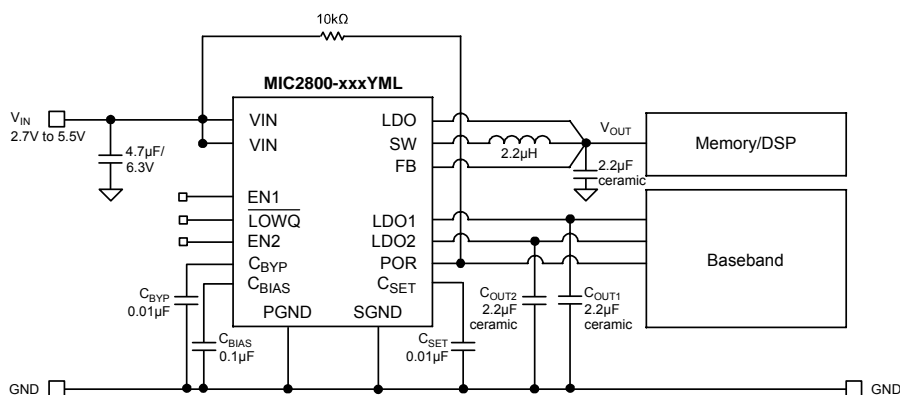 10kΩ
MIC2800-xxxYML
VIN
2.7V to 5.5V
4.7µF/
6.3V
VIN
VIN
EN1
LOWQ
EN2
CBYP
CBIAS
PGND
SGND
LDO
SW
FB
LDO1
LDO2
POR
CSET
2.2µH
VOUT
2.2µF
ceramic
Memory/DSP
Baseband
CBYP
0.01µF
CBIAS
0.1µF
CSET
0.01µF
COUT2
2.2µF
ceramic
COUT1
2.2µF
ceramic
GND
GND